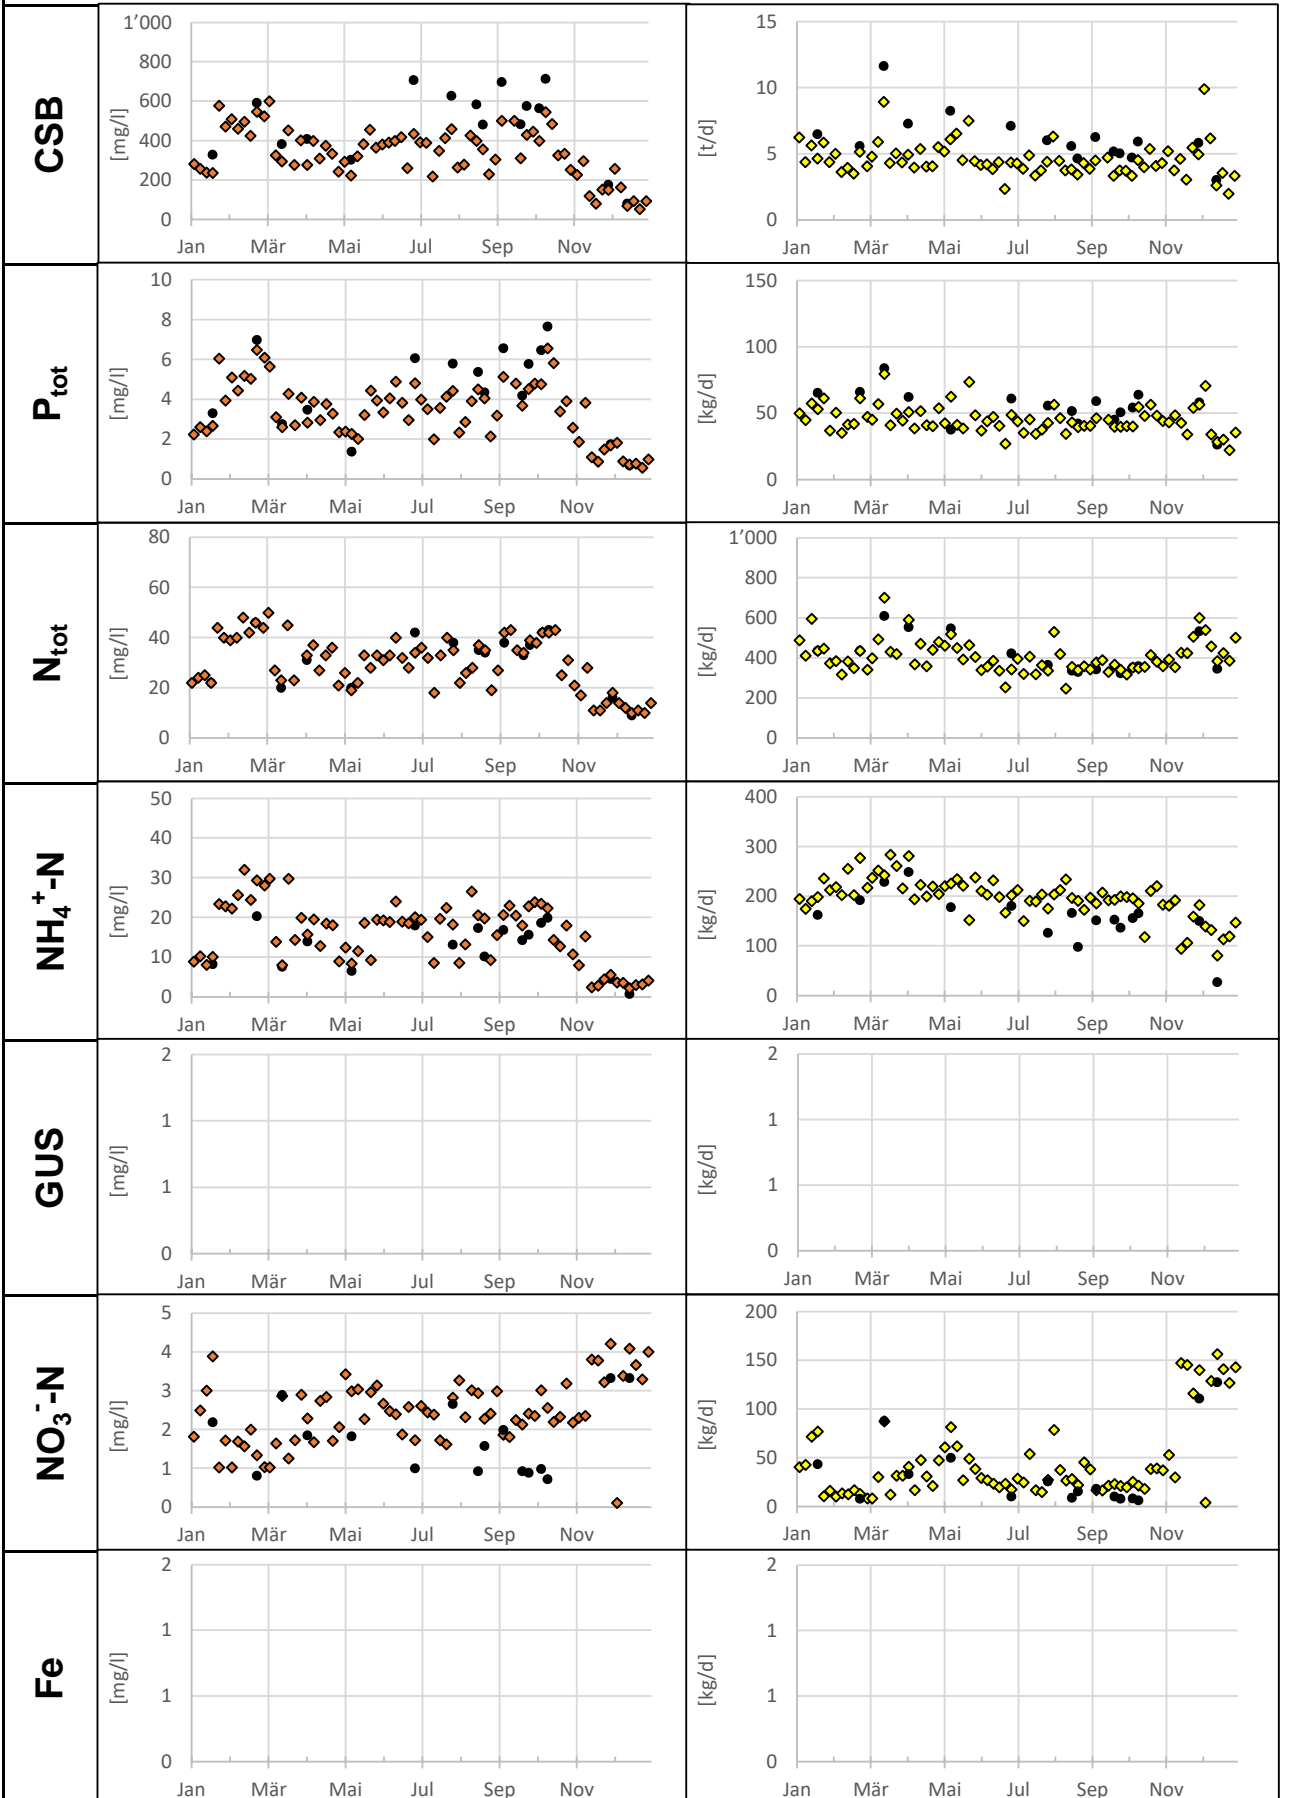 CSB
[mg/l]
1’000
800
600
400
200
0
Jan Mär Mai Jul Sep Nov
[t/d]
15
10
5
0
Jan Mär Mai Jul Sep Nov
Ptot
[mg/l]
10
8
6
4
2
0
Jan Mär Mai Jul Sep Nov
[kg/d]
150
100
50
0
Jan Mär Mai Jul Sep Nov
Ntot
[mg/l]
80
60
40
20
0
Jan Mär Mai Jul Sep Nov
[kg/d]
1’000
800
600
400
200
0
Jan Mär Mai Jul Sep Nov
NH4+-N
[mg/l]
50
40
30
20
10
0
Jan Mär Mai Jul Sep Nov
[kg/d]
400
300
200
100
0
Jan Mär Mai Jul Sep Nov
GUS
[mg/l]
2
1
1
0
Jan Mär Mai Jul Sep Nov
[kg/d]
2
1
1
0
Jan Mär Mai Jul Sep Nov
NO3--N
[mg/l]
5
4
3
2
1
0
Jan Mär Mai Jul Sep Nov
[kg/d]
200
150
100
50
0
Jan Mär Mai Jul Sep Nov
Fe
[mg/l]
2
1
1
0
Jan Mär Mai Jul Sep Nov
[kg/d]
2
1
1
0
Jan Mär Mai Jul Sep Nov